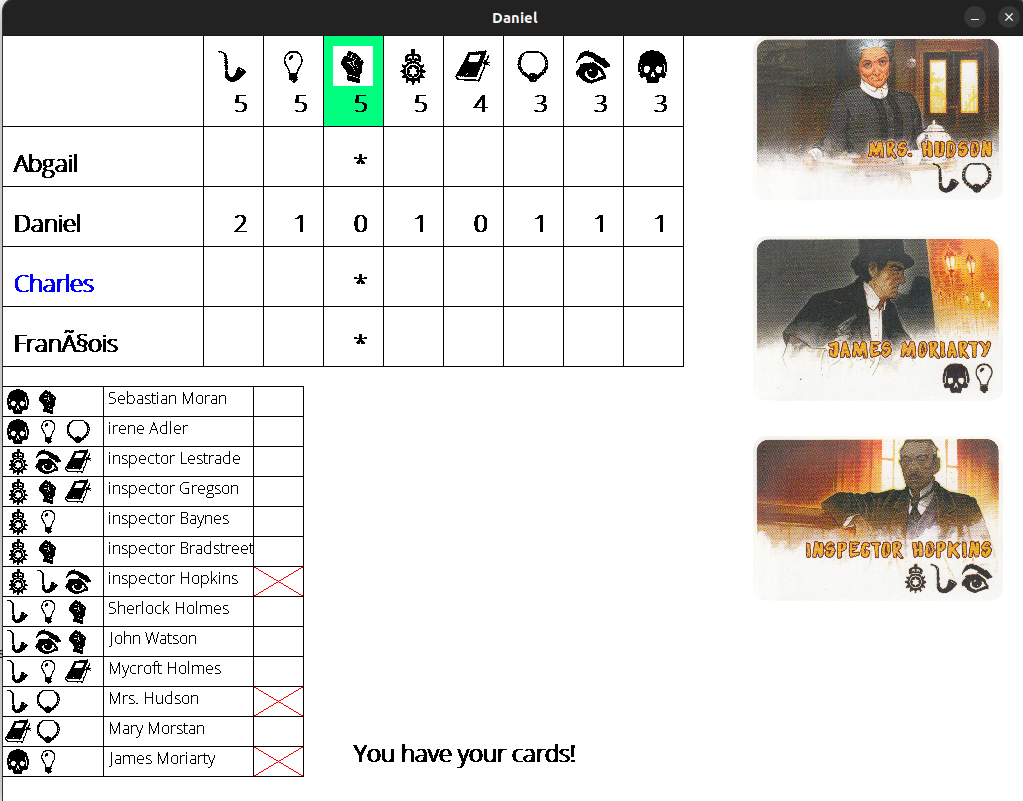 Daniel
5 5 5 5 4 3 3 3
Abgail *
Daniel 2 1 0 1 0 1 1 1
Charles *
FranÃ§ois *
Sebastian Moran
irene Adler
inspector Lestrade
inspector Gregson
inspector Baynes
inspector Bradstreet
inspector Hopkins
Sherlock Holmes
John Watson
Mycroft Holmes
Mrs. Hudson
Mary Morstan
James Moriarty
You have your cards!
MRS. HUDSON
JAMES MORIARTY
INSPECTOR HOPKINS